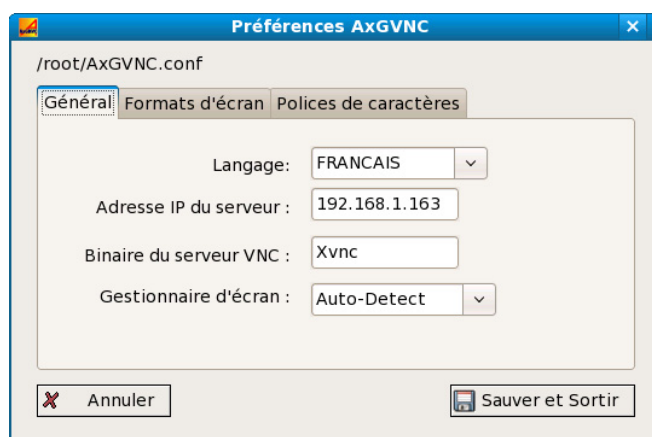 Préférences AxGVNC
/root/AxGVNC.conf
Général Formats d'écran Polices de caractères
Langage: FRANCAIS
Adresse IP du serveur : 192.168.1.163
Binaire du serveur VNC : Xvnc
Gestionnaire d'écran : Auto-Detect
Annuler Sauver et Sortir